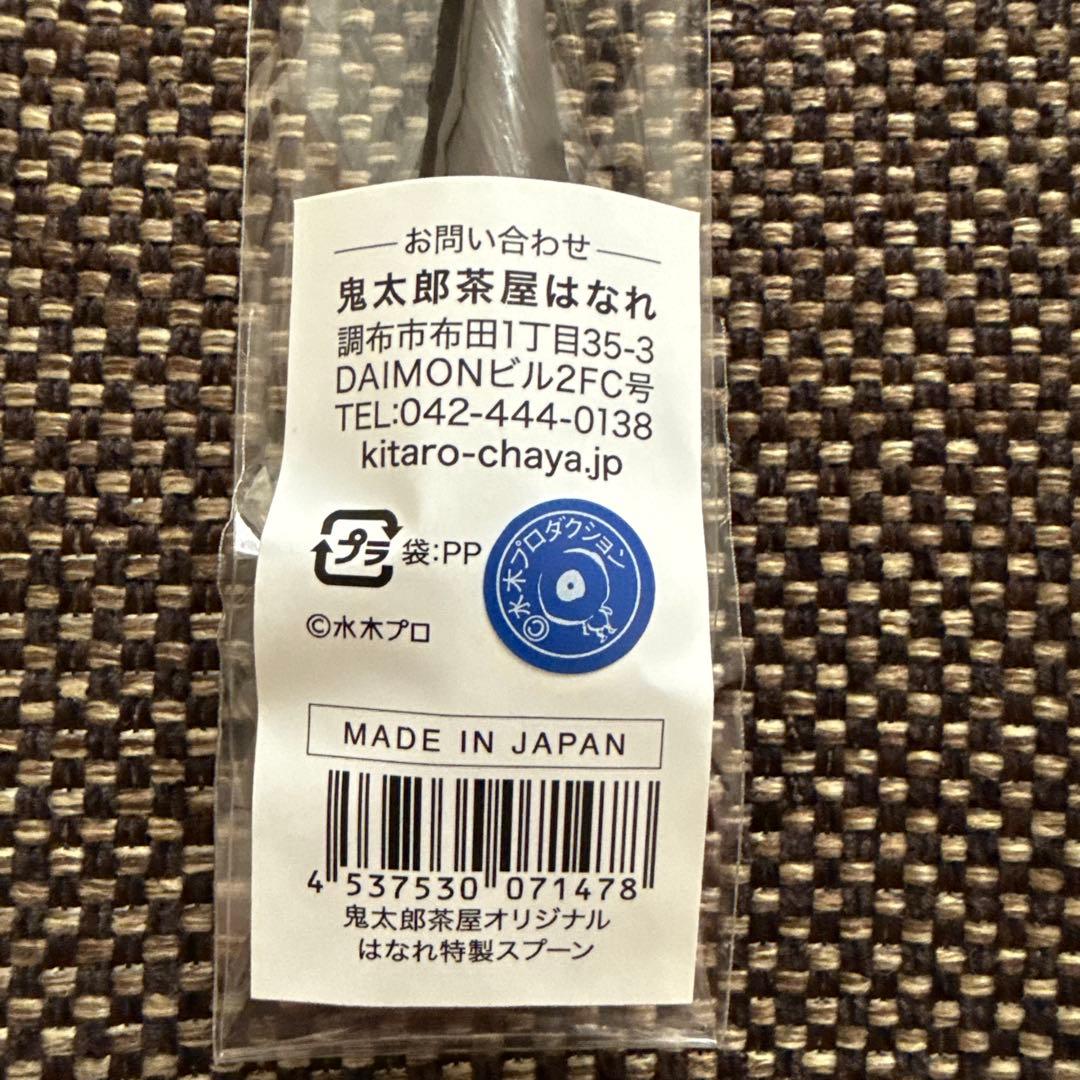 お問い合わせ
鬼太郎茶屋はなれ
調布市布田1丁目35-3
DAIMONビル2FC号
TEL:042-444-0138
kitaro-chaya.jp
プラ 袋:PP
©水木プロダクション
©水木プロ
MADE IN JAPAN
4 537530 071478
鬼太郎茶屋オリジナル
はなれ特製スプーン